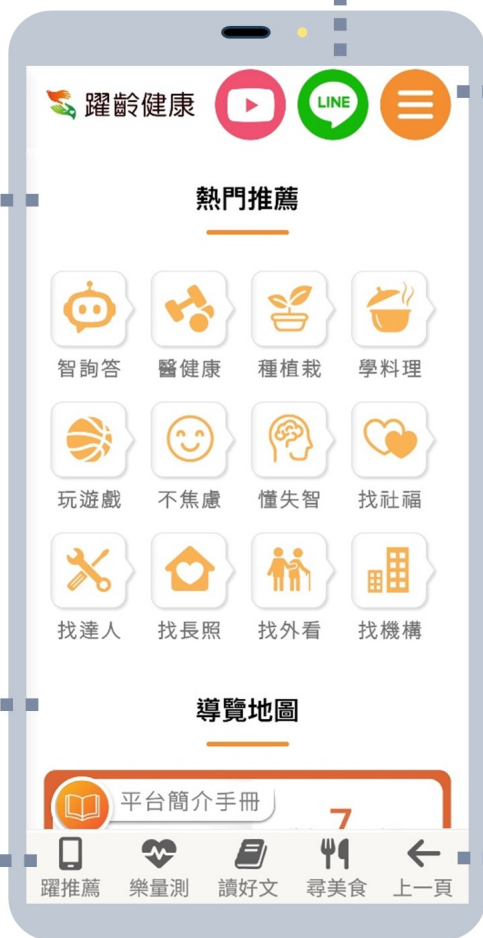 躍齡健康
LINE
熱門推薦
智詢答 醫健康 種植栽 學料理
玩遊戲 不焦慮 懂失智 找社福
找達人 找長照 找外看 找機構
導覽地圖
平台簡介手冊
7
躍推薦 樂量測 讀好文 尋美食 上一頁